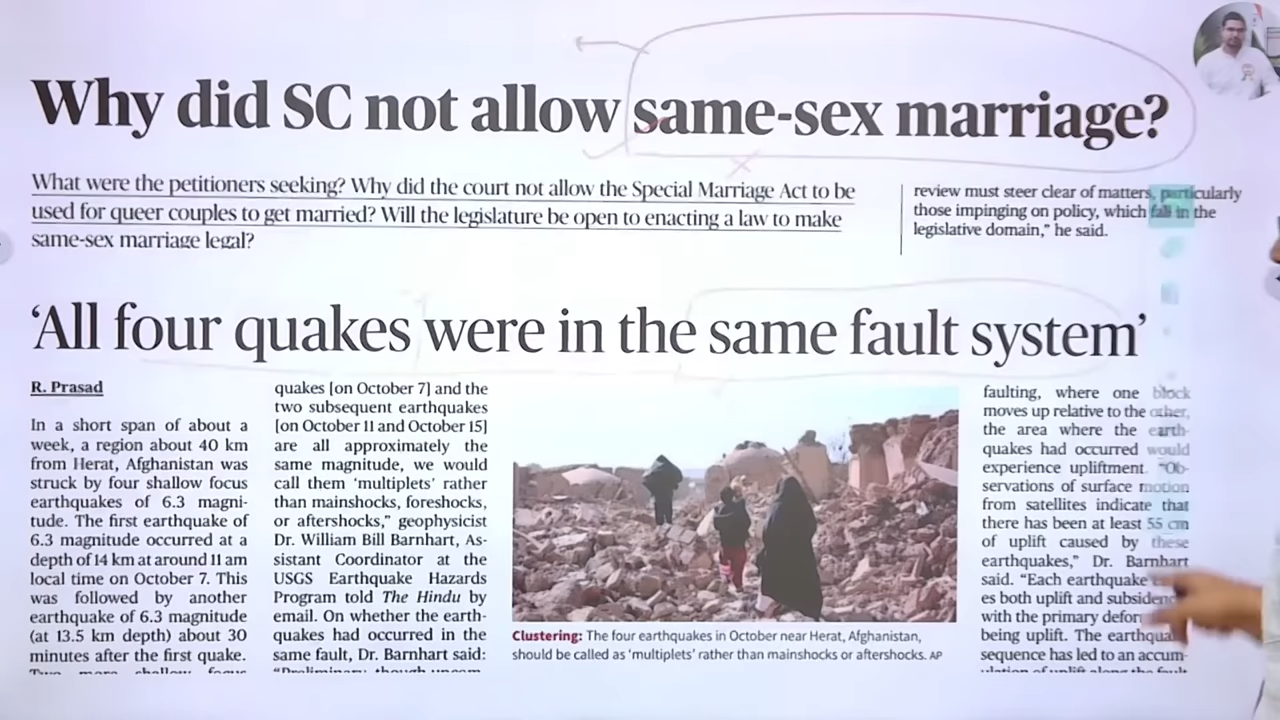 Why did SC not allow same-sex marriage?
What were the petitioners seeking? Why did the court not allow the Special Marriage Act to be
used for queer couples to get married? Will the legislature be open to enacting a law to make
same-sex marriage legal?
review must steer clear of matters, particularly
those impinging on policy, which fall in the
legislative domain,” he said.
‘All four quakes were in the same fault system’
R. Prasad
In a short span of about a
week, a region about 40 km
from Herat, Afghanistan was
struck by four shallow focus
earthquakes of 6.3 magni-
tude. The first earthquake of
6.3 magnitude occurred at a
depth of 14 km at around 11 am
local time on October 7. This
was followed by another
earthquake of 6.3 magnitude
(at 13.5 km depth) about 30
minutes after the first quake.
Two more shallow focus
quakes [on October 7] and the
two subsequent earthquakes
[on October 11 and October 15]
are all approximately the
same magnitude, we would
call them ‘multiplets’ rather
than mainshocks, foreshocks,
or aftershocks,” geophysicist
Dr. William Bill Barnhart, As-
sistant Coordinator at the
USGS Earthquake Hazards
Program told The Hindu by
email. On whether the earth-
quakes had occurred in the
same fault, Dr. Barnhart said:
“Preliminary, though
Clustering: The four earthquakes in October near Herat, Afghanistan,
should be called as ‘multiplets’ rather than mainshocks or aftershocks. AP
faulting, where one block
moves up relative to the other,
the area where the earth-
quakes had occurred would
experience upliftment. “Ob-
servations of surface motion
from satellites indicate that
there has been at least 55 cm
of uplift caused by these
earthquakes,” Dr. Barnhart
said. “Each earthquake
es both uplift and
with the primary
being uplift. The
sequence has led to an accum-
ulation of uplift along the fault